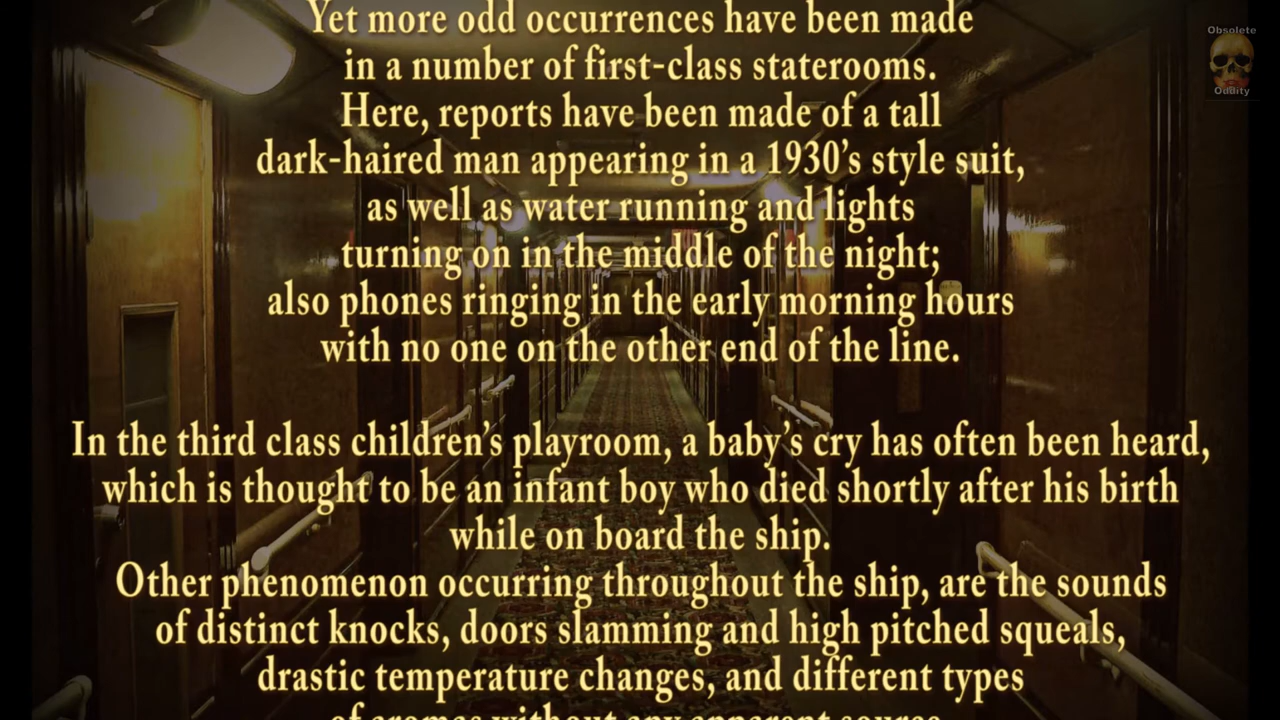 Yet more odd occurrences have been made
in a number of first-class staterooms.
Here, reports have been made of a tall
dark-haired man appearing in a 1930’s style suit,
as well as water running and lights
turning on in the middle of the night;
also phones ringing in the early morning hours
with no one on the other end of the line.
In the third class children’s playroom, a baby’s cry has often been heard,
which is thought to be an infant boy who died shortly after his birth
while on board the ship.
Other phenomenon occurring throughout the ship, are the sounds
of distinct knocks, doors slamming and high pitched squeals,
drastic temperature changes, and different types
of aromas without any apparent source
Obsolete
Oddity